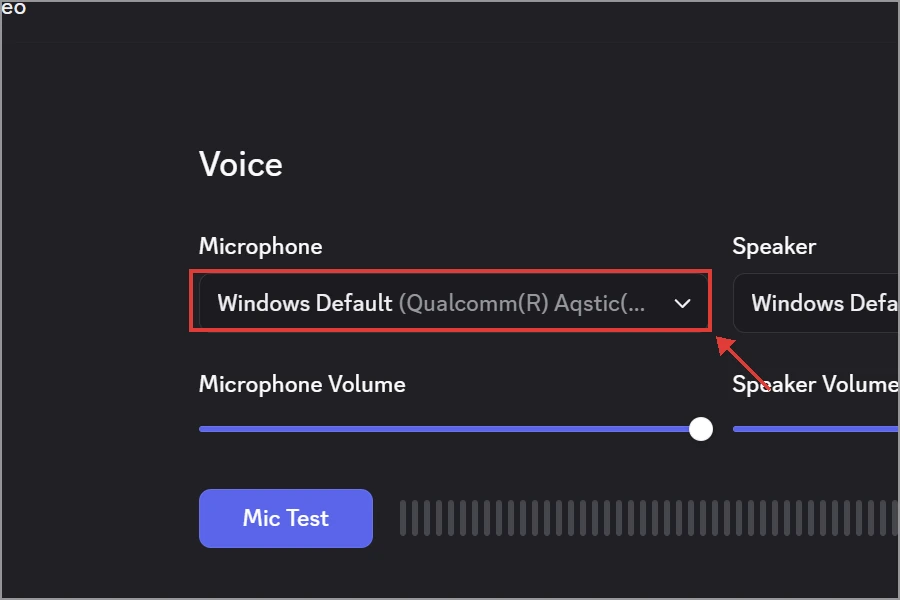 eo
Voice
Microphone
Speaker
Windows Default (Qualcomm(R) Aqstic(...
Windows Defa
Microphone Volume
Speaker Volume
Mic Test